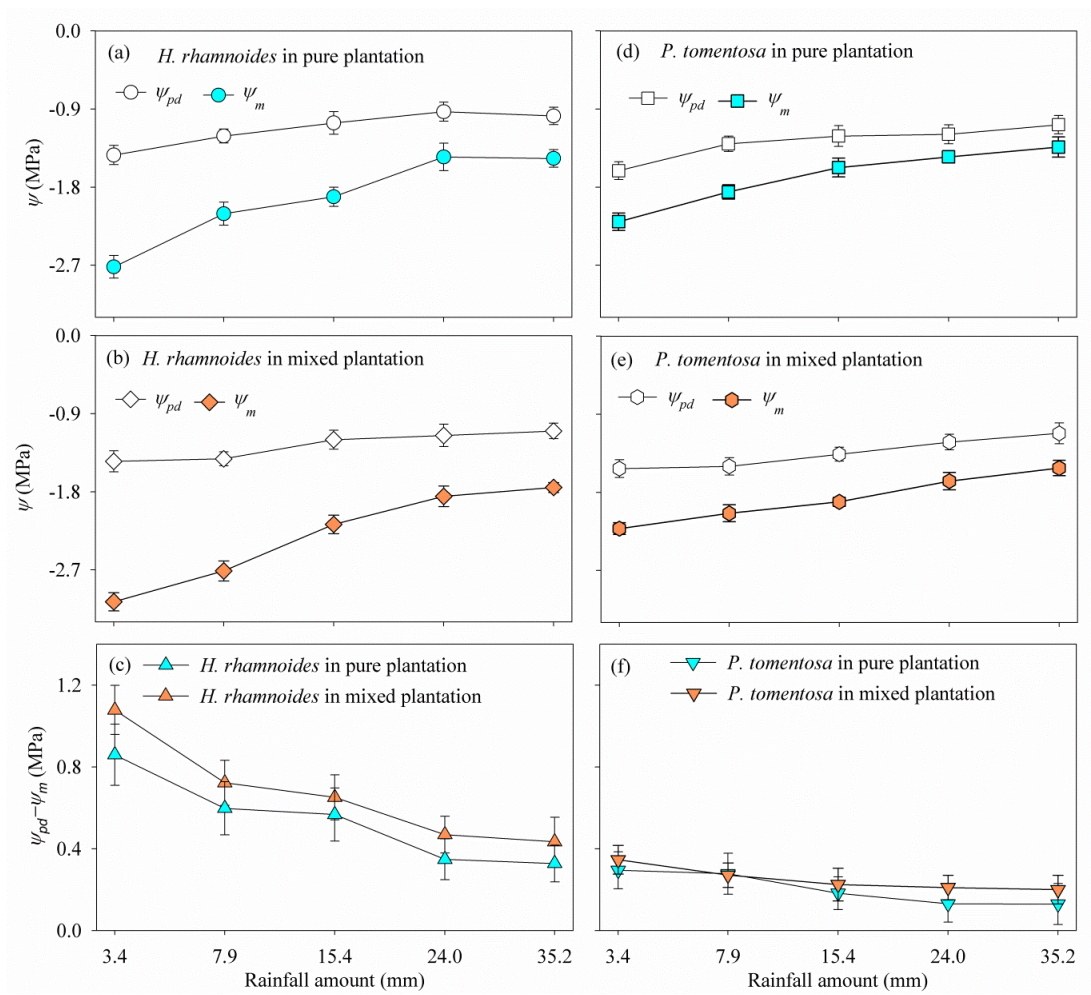 (a) H. rhamnoides in pure plantation
ψpd ψm
0.0
-0.9
-1.8
-2.7
ψ (MPa)
(d) P. tomentosa in pure plantation
ψpd ψm
(b) H. rhamnoides in mixed plantation
ψpd ψm
0.0
-0.9
-1.8
-2.7
ψ (MPa)
(e) P. tomentosa in mixed plantation
ψpd ψm
(c) H. rhamnoides in pure plantation
H. rhamnoides in mixed plantation
1.2
0.8
0.4
0.0
ψpd−ψm (MPa)
3.4 7.9 15.4 24.0 35.2
Rainfall amount (mm)
(f) P. tomentosa in pure plantation
P. tomentosa in mixed plantation
3.4 7.9 15.4 24.0 35.2
Rainfall amount (mm)